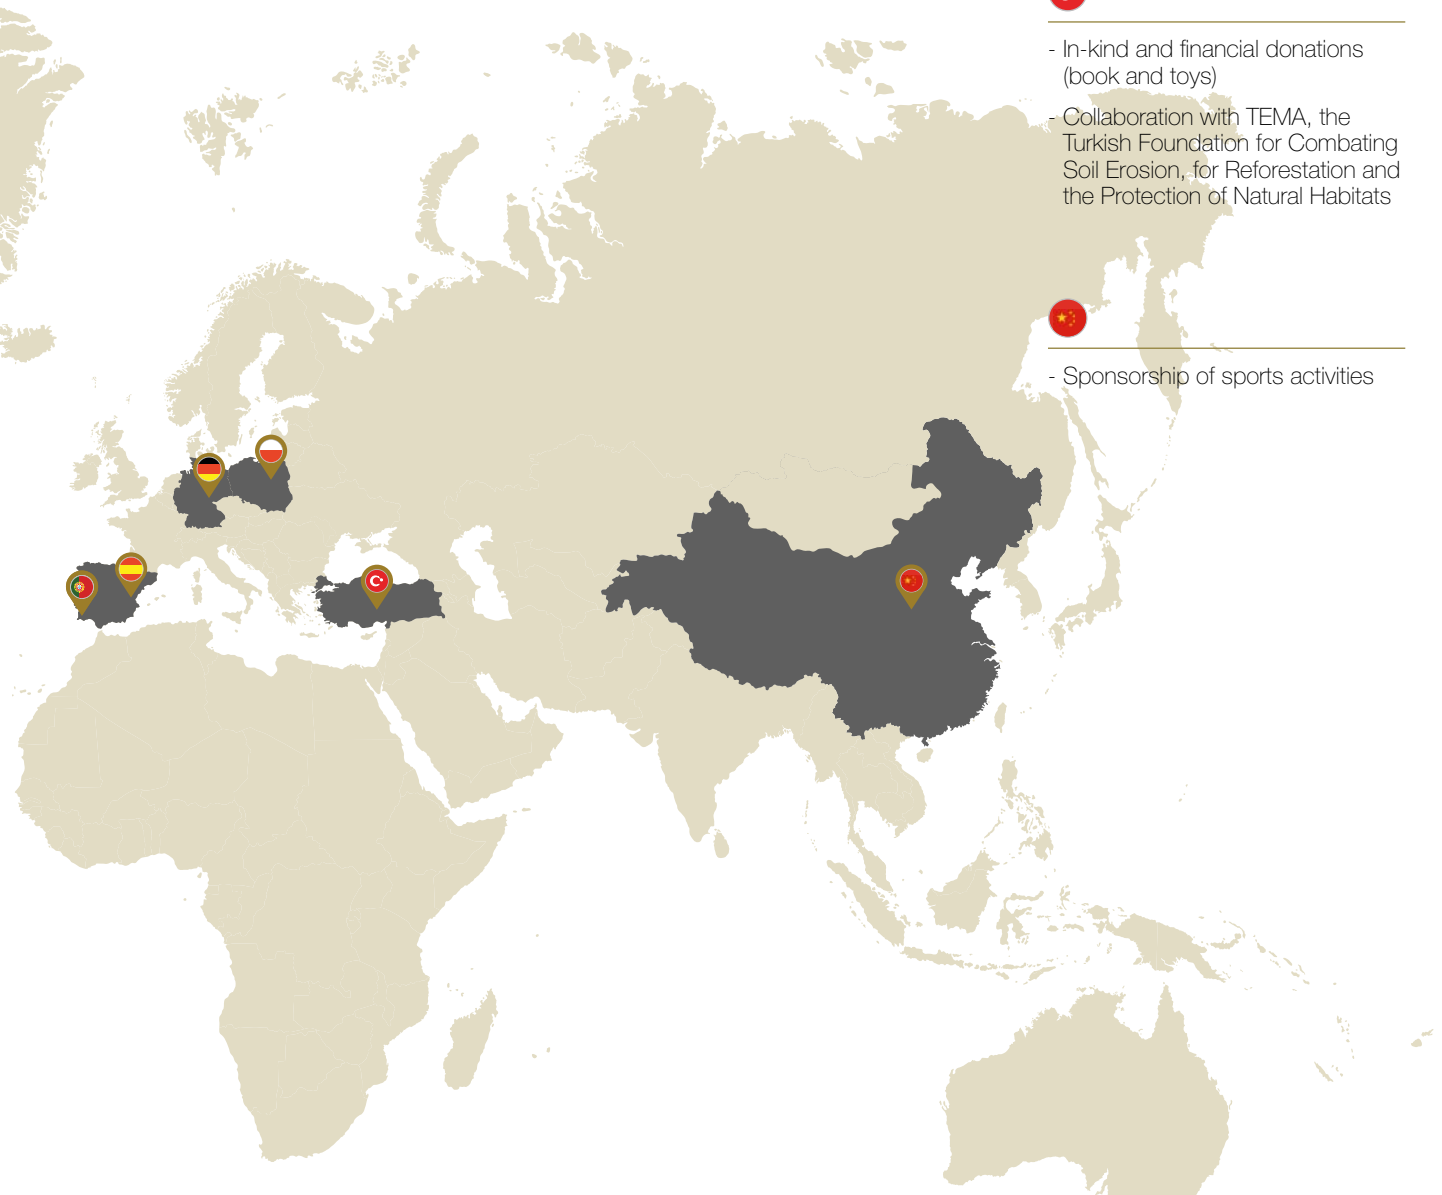 - In-kind and financial donations
(book and toys)
- Collaboration with TEMA, the
Turkish Foundation for Combating
Soil Erosion, for Reforestation and
the Protection of Natural Habitats
- Sponsorship of sports activities